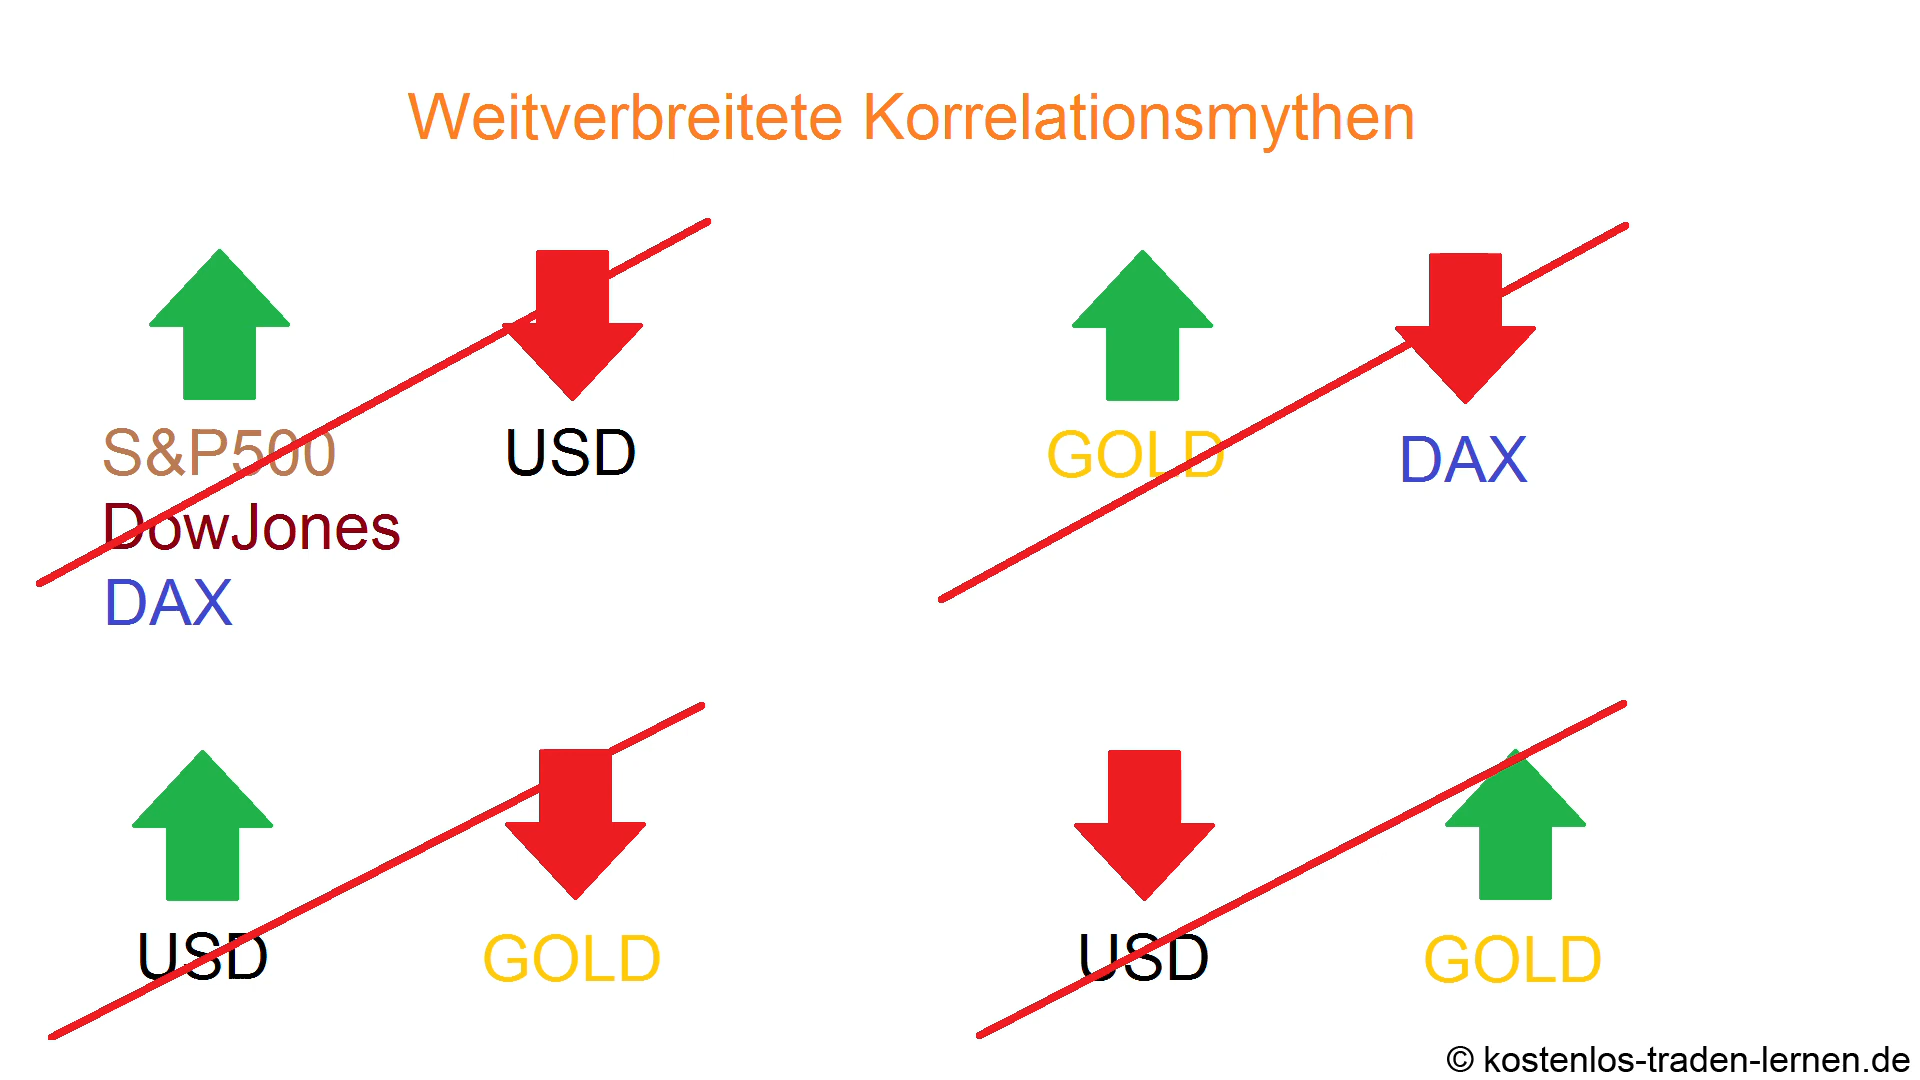 Weitverbreitete Korrelationsmythen
S&P500
DowJones
DAX
USD
GOLD
DAX
USD
GOLD
USD
GOLD
© kostenlos-traden-lernen.de